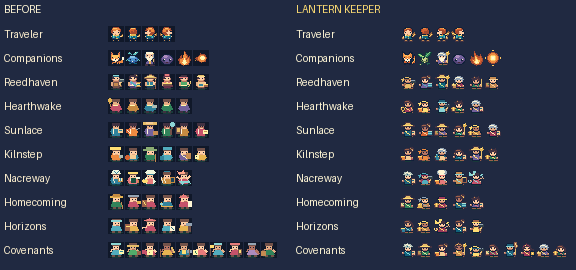 BEFORE LANTERN KEEPER
Traveler Traveler
Companions Companions
Reedhaven Reedhaven
Hearthwake Hearthwake
Sunlace Sunlace
Kilnstep Kilnstep
Nacreway Nacreway
Homecoming Homecoming
Horizons Horizons
Covenants Covenants